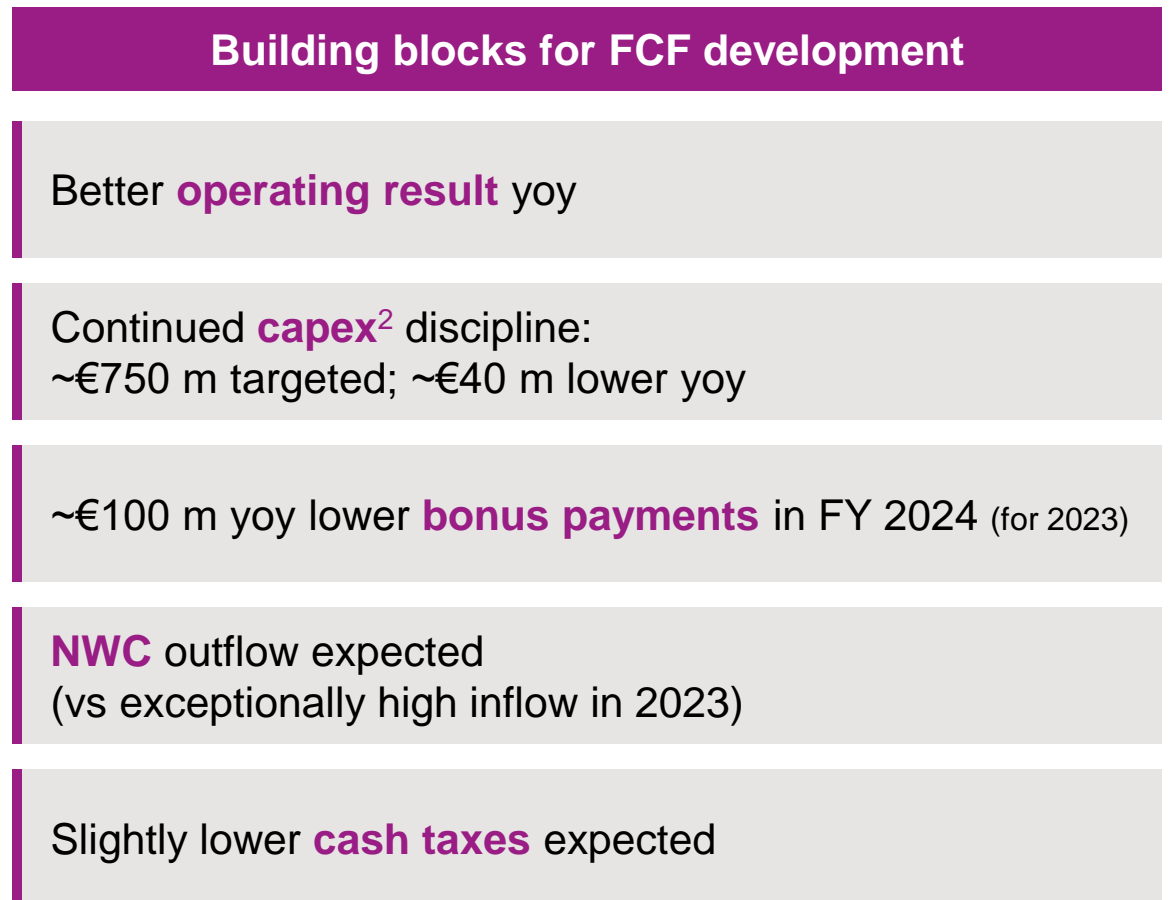 Building blocks for FCF development
Better operating result yoy
Continued capex² discipline:
~€750 m targeted; ~€40 m lower yoy
~€100 m yoy lower bonus payments in FY 2024 (for 2023)
NWC outflow expected
(vs exceptionally high inflow in 2023)
Slightly lower cash taxes expected